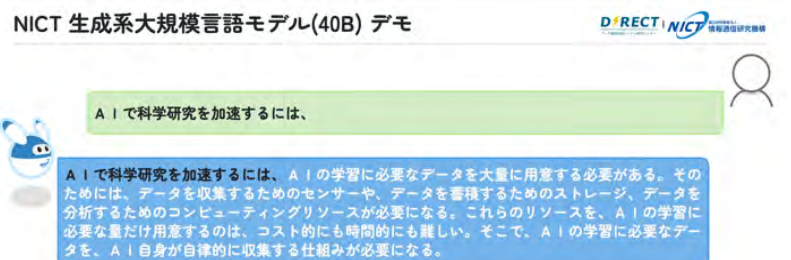 NICT 生成系大規模言語モデル(40B) デモ
DIRECT NICT 情報通信研究機構
ＡＩで科学研究を加速するには、
ＡＩで科学研究を加速するには、ＡＩの学習に必要なデータを大量に用意する必要がある。その
ためには、データを収集するためのセンサーや、データを蓄積するためのストレージ、データを
分析するためのコンピューティングリソースが必要になる。これらのリソースを、ＡＩの学習に
必要な量だけ用意するのは、コスト的にも時間的にも難しい。そこで、ＡＩの学習に必要なデー
タを、ＡＩ自身が自律的に収集する仕組みが必要になる。